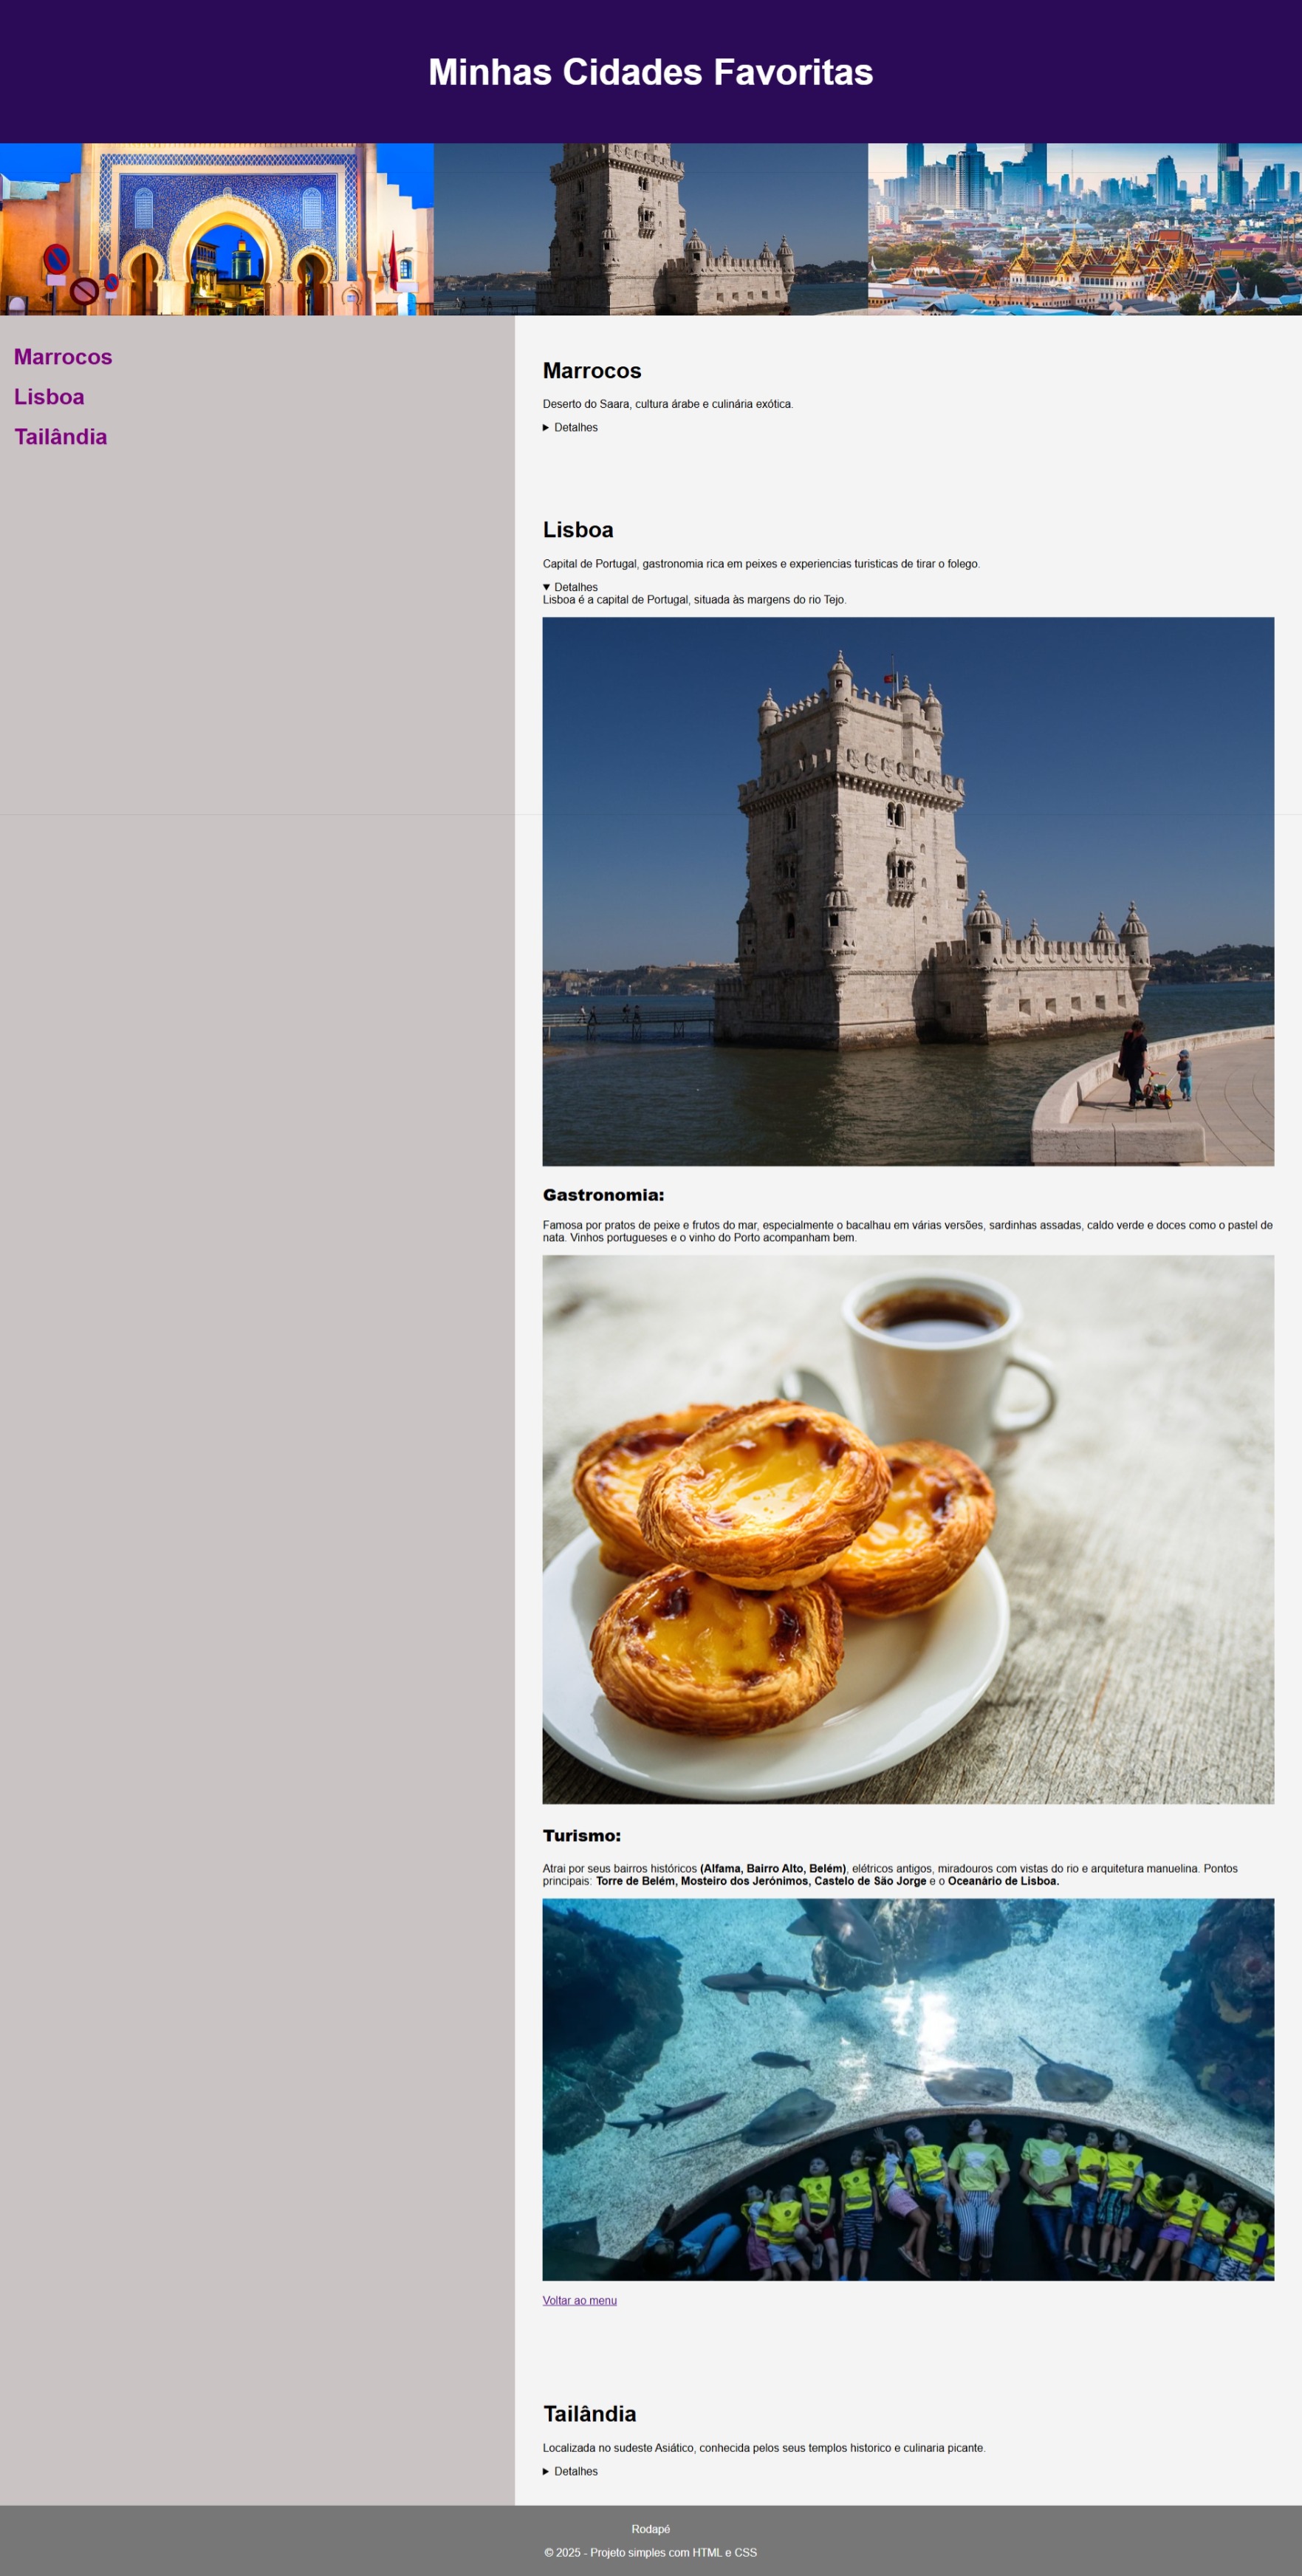 Minhas Cidades Favoritas
Marrocos
Lisboa
Tailândia
Marrocos
Deserto do Saara, cultura árabe e culinária exótica.
Detalhes
Lisboa
Capital de Portugal, gastronomia rica em peixes e experiencias turisticas de tirar o folego.
Detalhes
Lisboa é a capital de Portugal, situada às margens do rio Tejo.
Gastronomia:
Famosa por pratos de peixe e frutos do mar, especialmente o bacalhau em várias versões, sardinhas assadas, caldo verde e doces como o pastel de
nata. Vinhos portugueses e o vinho do Porto acompanham bem.
Turismo:
Atrai por seus bairros históricos (Alfama, Bairro Alto, Belém), elétricos antigos, miradouros com vistas do rio e arquitetura manuelina. Pontos
principais: Torre de Belém, Mosteiro dos Jerónimos, Castelo de São Jorge e o Oceanário de Lisboa.
Voltar ao menu
Tailândia
Localizada no sudeste Asiático, conhecida pelos seus templos historico e culinaria picante.
Detalhes
Rodapé
© 2025 - Projeto simples com HTML e CSS